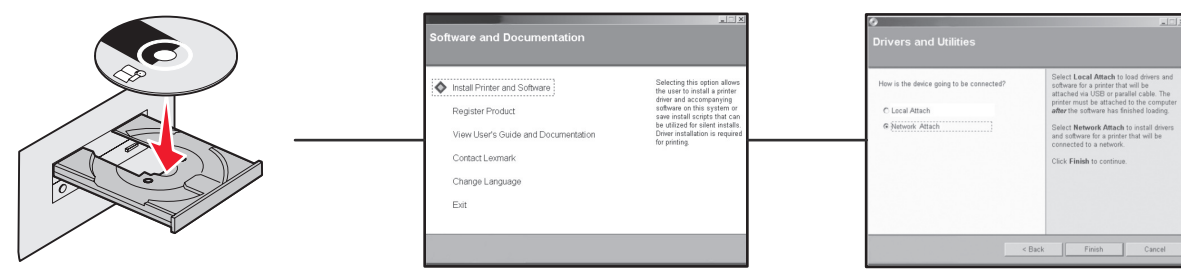 Software and Documentation
Install Printer and Software
Register Product
View User's Guide and Documentation
Contact Lexmark
Change Language
Exit
Selecting this option allows
the user to install a printer
driver and accompanying
software on this system or
save install scripts that can
be utilized for silent installs.
Driver installation is required
for printing.
Drivers and Utilities
How is the device going to be connected?
Local Attach
Network Attach
Select Local Attach to load drivers and
software for a printer that will be
attached via USB or parallel cable. The
printer must be attached to the computer
after the software has finished loading.
Select Network Attach to install drivers
and software for a printer that will be
connected to a network.
Click Finish to continue.
< Back
Finish
Cancel